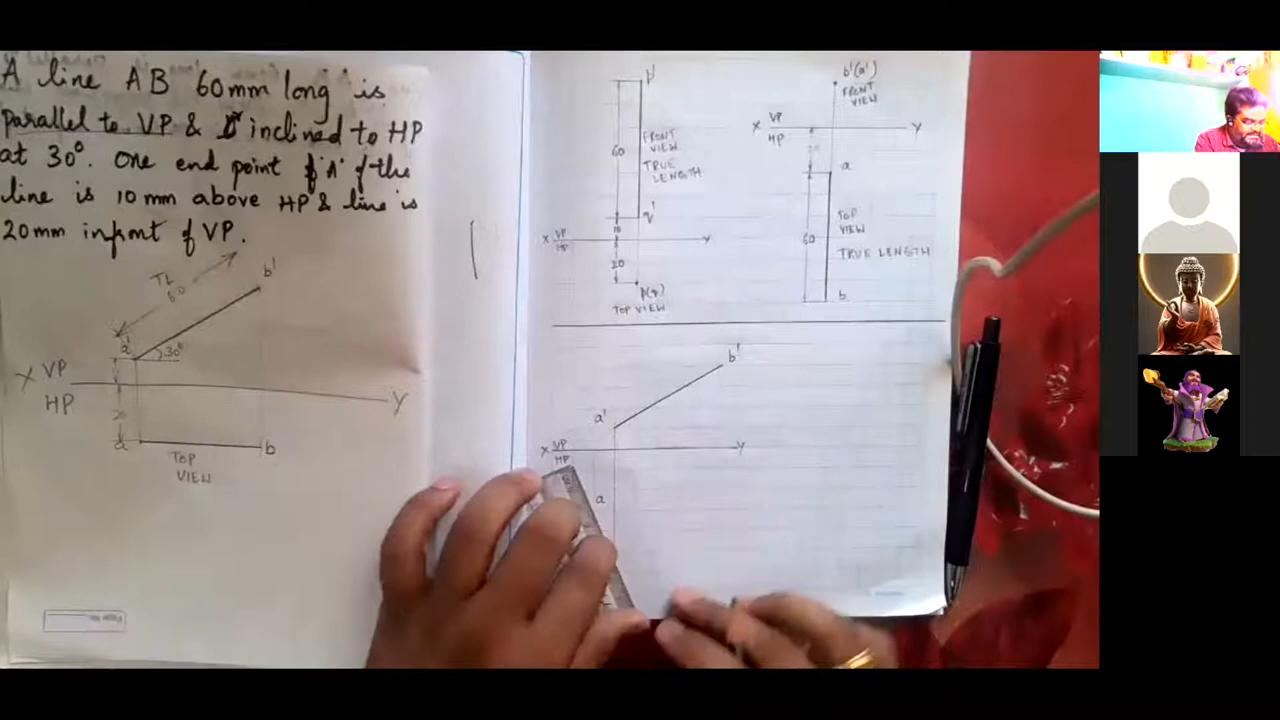 A line AB 60mm long is
parallel to VP & inclined to HP
at 30°. One end point of 'A' of the
line is 10mm above HP & line is
20mm infront of VP.
TL
60
b'
a'
30°
X VP
HP
Y
20
a
b
TOP
VIEW
p'
60
FRONT
VIEW
TRUE
LENGTH
q'
10
X VP
HP
Y
20
p(q)
TOP VIEW
b'(a')
FRONT
VIEW
X VP
HP
Y
a
60
TOP
VIEW
TRUE LENGTH
b
b'
a'
X VP
HP
Y
a